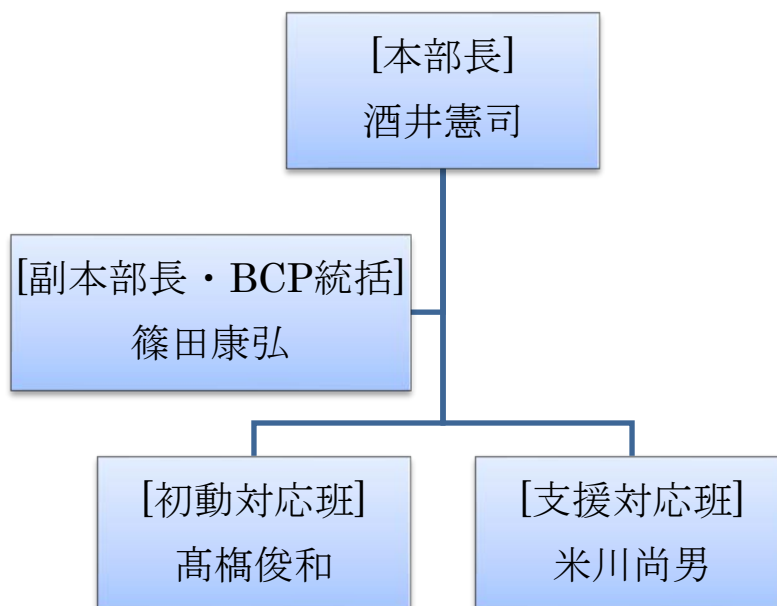 [本部長]
酒井憲司
[副本部長・BCP統括]
篠田康弘
[初動対応班]
髙橋俊和
[支援対応班]
米川尚男